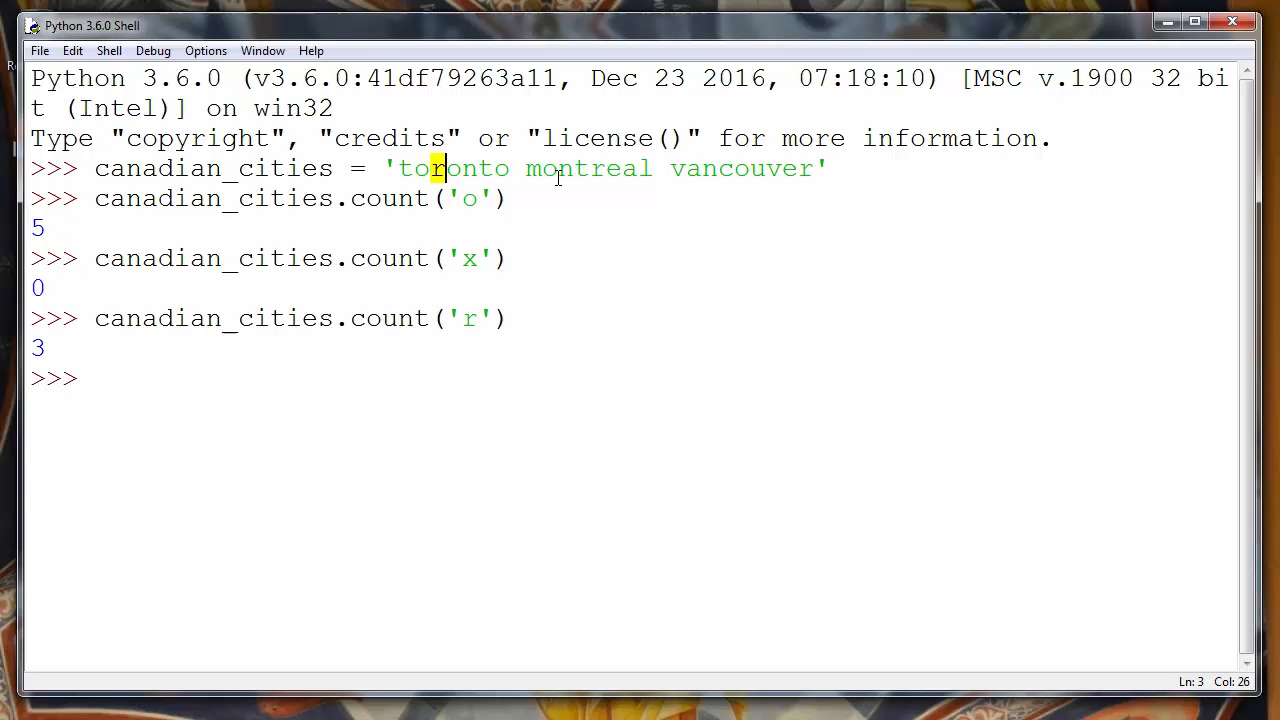 Python 3.6.0 Shell
File Edit Shell Debug Options Window Help
Python 3.6.0 (v3.6.0:41df79263a11, Dec 23 2016, 07:18:10) [MSC v.1900 32 bi
t (Intel)] on win32
Type "copyright", "credits" or "license()" for more information.
>>> canadian_cities = 'toronto montreal vancouver'
>>> canadian_cities.count('o')
5
>>> canadian_cities.count('x')
0
>>> canadian_cities.count('r')
3
>>>
Ln: 3 Col: 26